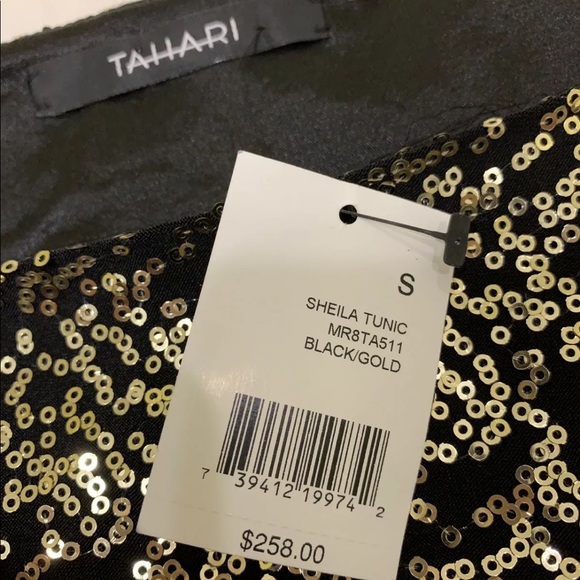 TAHARI
S
SHEILA TUNIC
MR8TA511
BLACK/GOLD
7 39412 19974 2
$258.00